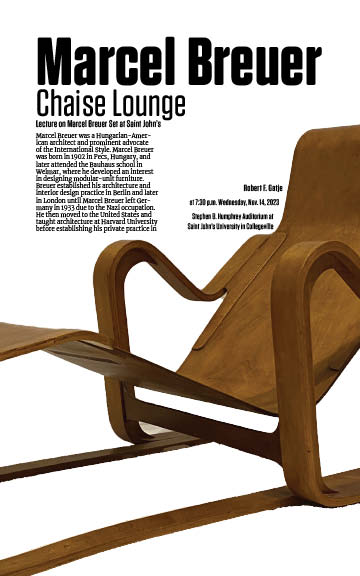 Marcel Breuer
Chaise Lounge
Lecture on Marcel Breuer Set at Saint John's
Marcel Breuer was a Hungarian-Amer-
ican architect and prominent advocate
of the International Style. Marcel Breuer
was born in 1902 in Pecs, Hungary, and
later attended the Bauhaus school in
Weimar, where he developed an interest
in designing modular-unit furniture.
Breuer established his architecture and
interior design practice in Berlin and later
in London until Marcel Breuer left Ger-
many in 1933 due to the Nazi occupation.
He then moved to the United States and
taught architecture at Harvard University
before establishing his private practice in
Robert F. Gatje
at 7:30 p.m. Wednesday, Nov. 14, 2023
Stephen B. Humphrey Auditorium at
Saint John's University in Collegeville